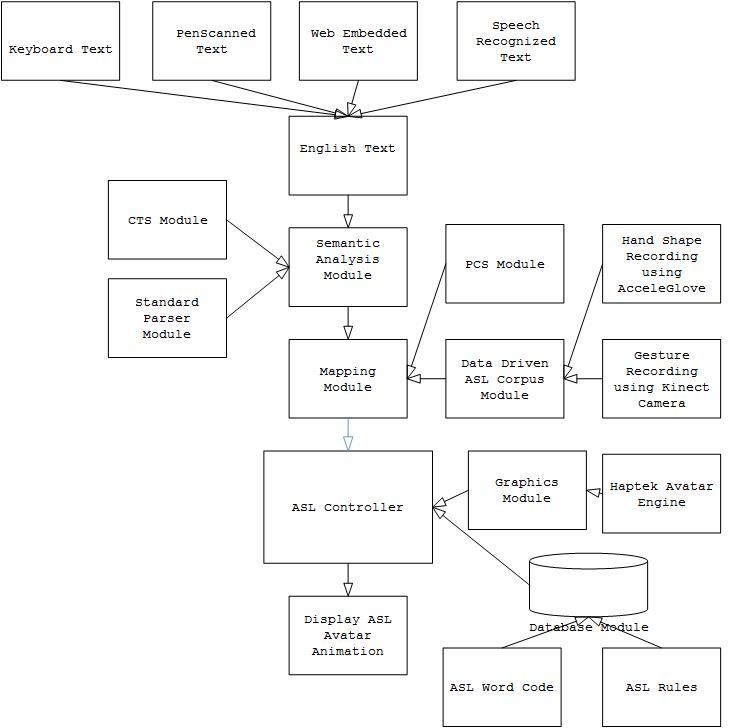 Keyboard Text
PenScanned
Text
Web Embedded
Text
Speech
Recognized
Text
English Text
CTS Module
Standard
Parser
Module
Semantic
Analysis
Module
PCS Module
Hand Shape
Recording
using
AcceleGlove
Mapping
Module
Data Driven
ASL Corpus
Module
Gesture
Recording
using Kinect
Camera
ASL Controller
Graphics
Module
Haptek Avatar
Engine
Database Module
Display ASL
Avatar
Animation
ASL Word Code
ASL Rules